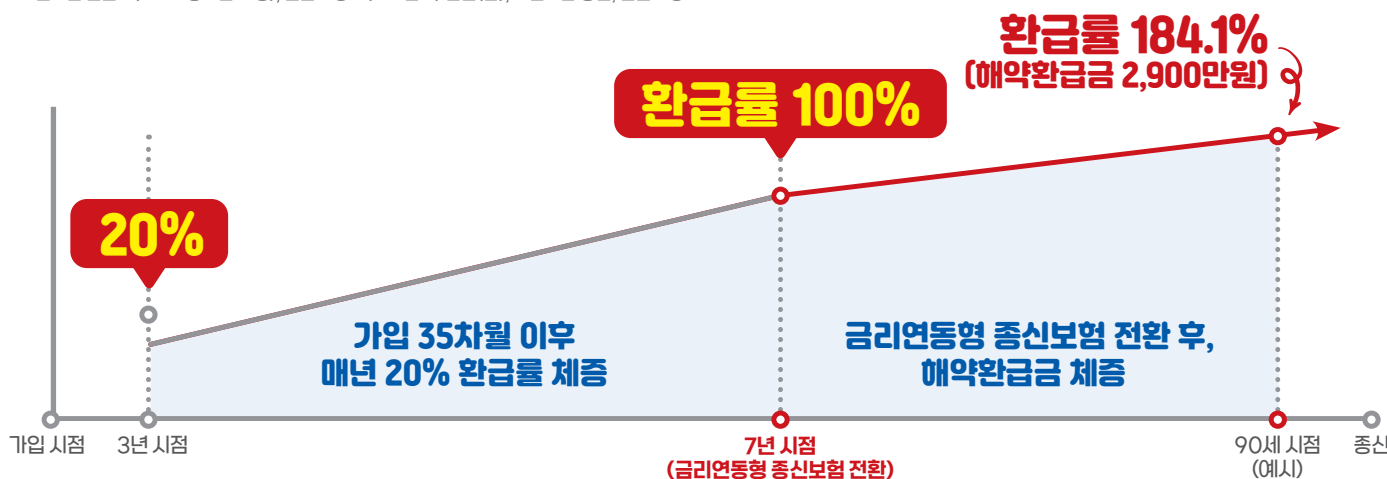 환급률 184.1%
(해약환급금 2,900만원)
환급률 100%
20%
가입 35차월 이후
매년 20% 환급률 체증
금리연동형 종신보험 전환 후,
해약환급금 체증
가입 시점
3년 시점
7년 시점
(금리연동형 종신보험 전환)
90세 시점
(예시)
종신